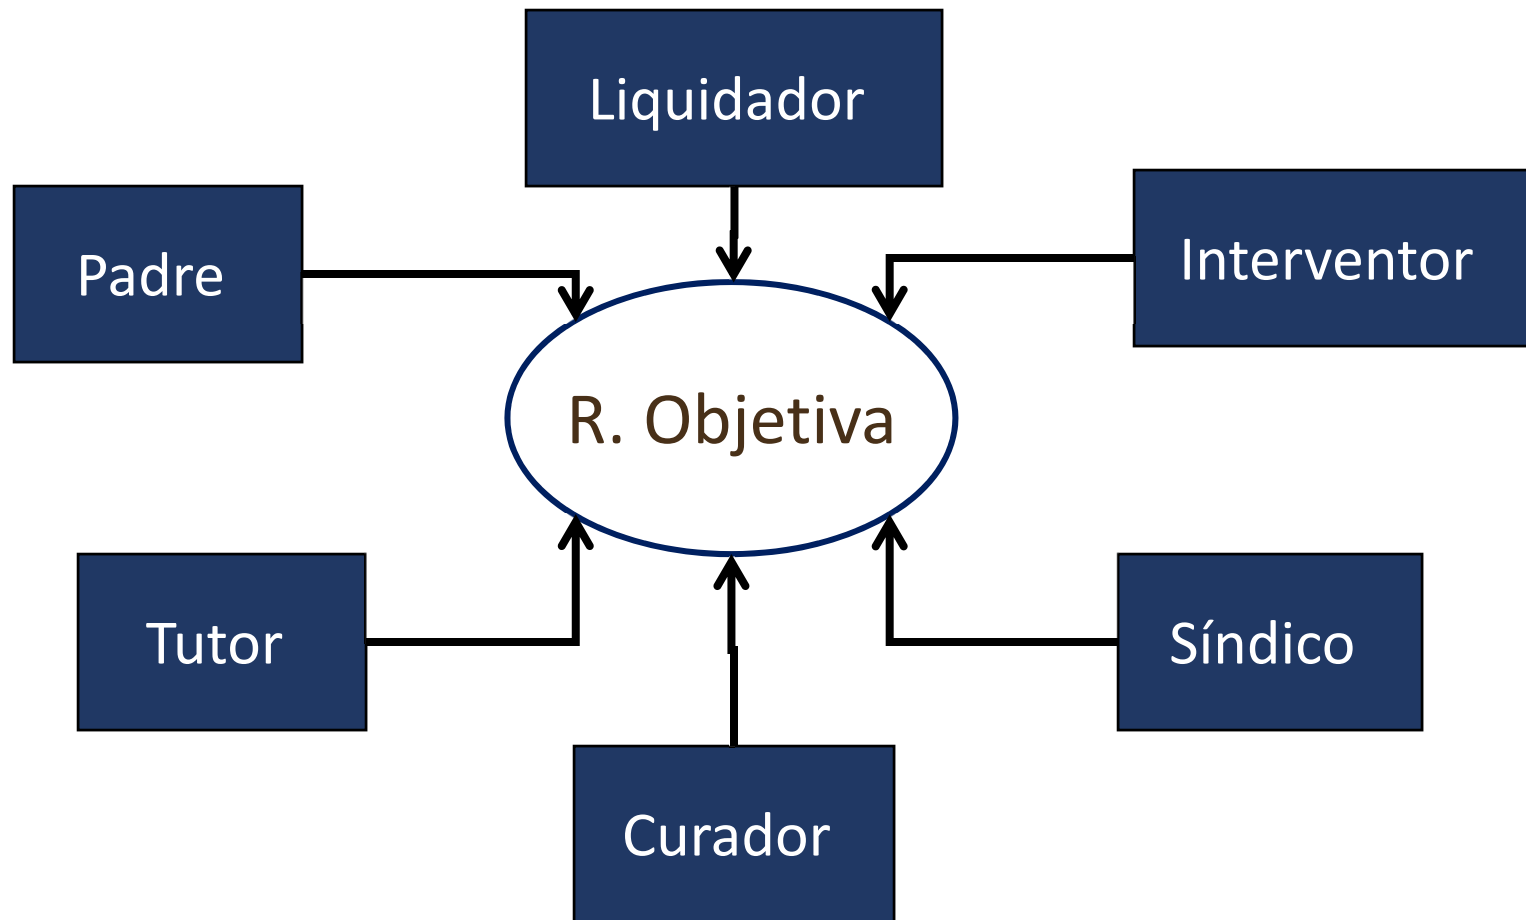 Liquidador
Padre
Interventor
R. Objetiva
Tutor
Síndico
Curador